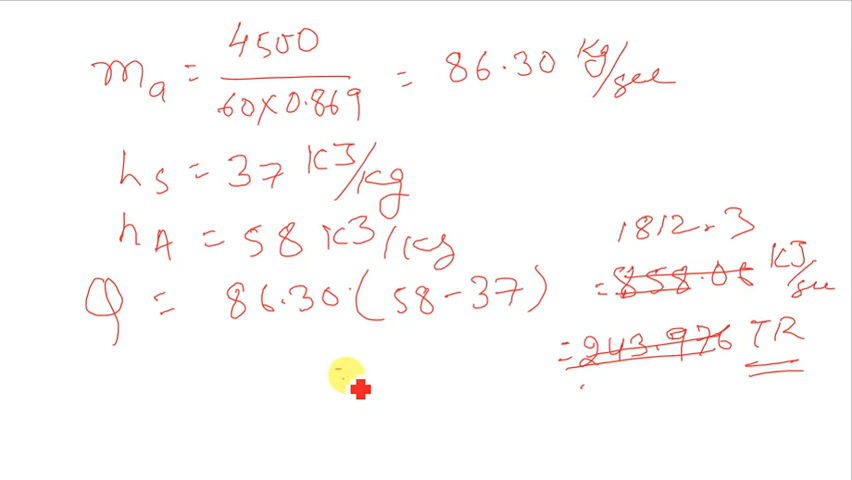 ma = 4500 / 60×0.869 = 86.30 kg/sec
hs = 37 KJ/kg
hA = 58 KJ/kg
Q = 86.30 (58-37)
1812.3
= 858.06 KJ/sec
= 243.976 TR